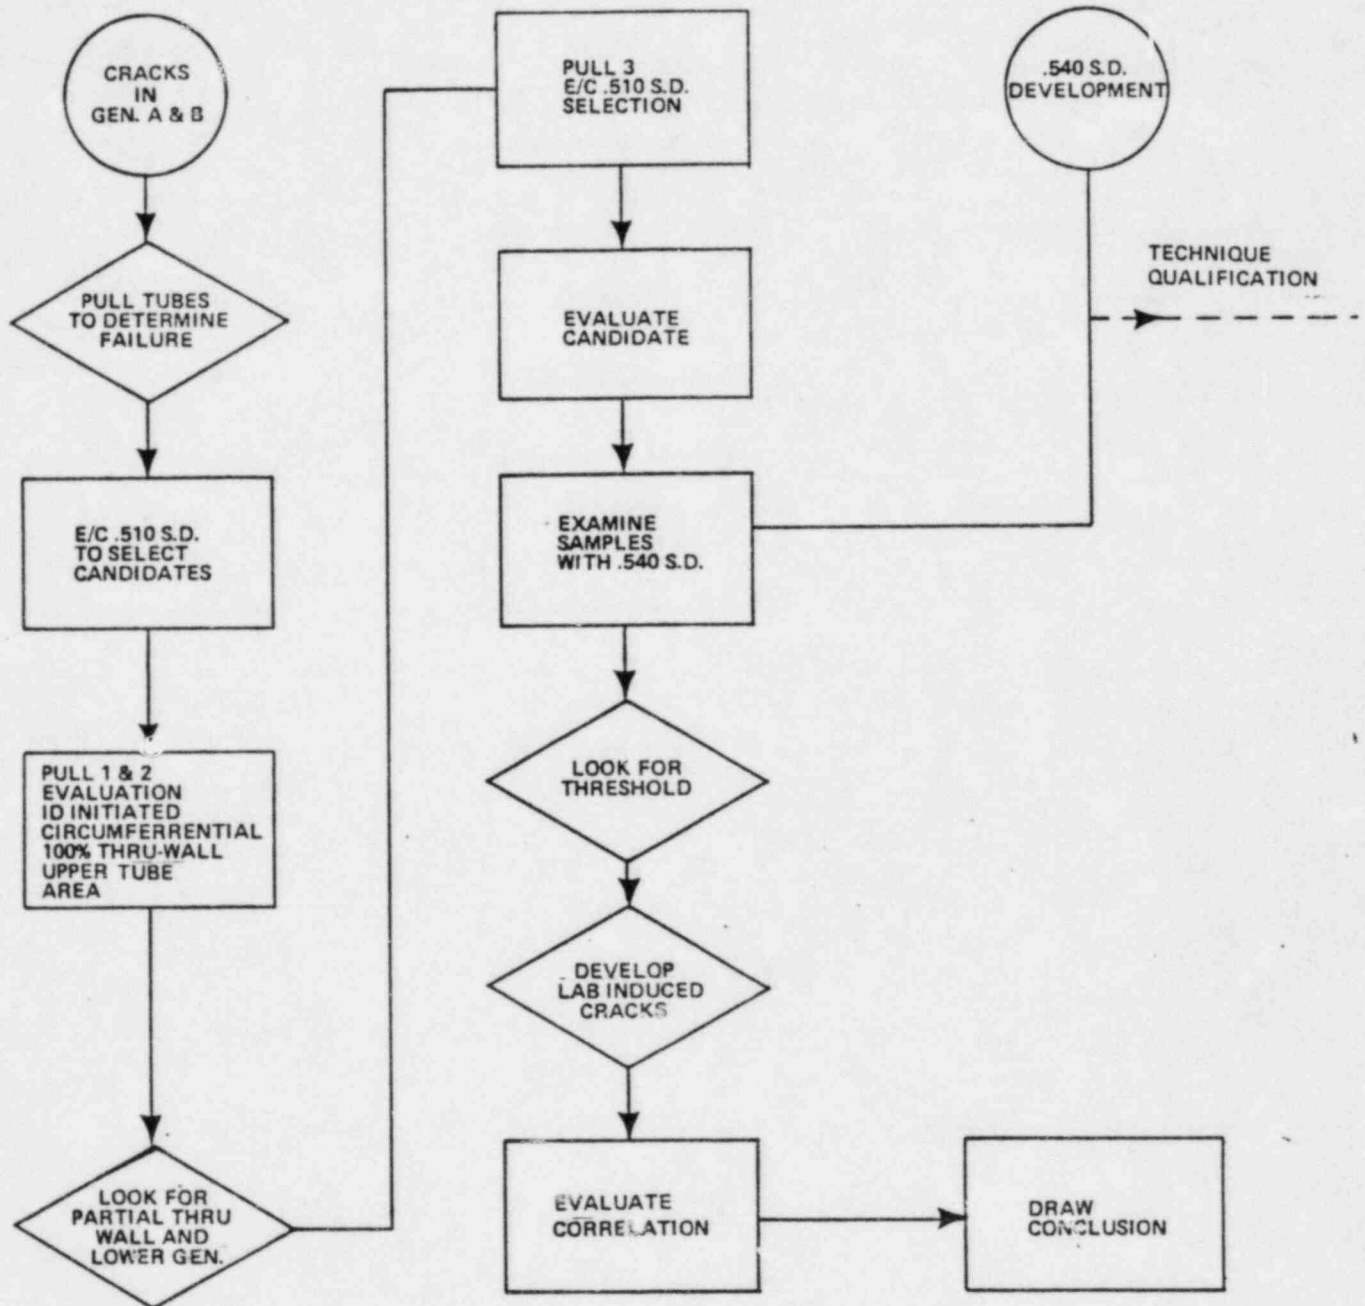 CRACKS
IN
GEN. A & B
PULL TUBES
TO DETERMINE
FAILURE
E/C .510 S.D.
TO SELECT
CANDIDATES
PULL 1 & 2
EVALUATION
ID INITIATED
CIRCUMFERRENTIAL
100% THRU-WALL
UPPER TUBE
AREA
LOOK FOR
PARTIAL THRU
WALL AND
LOWER GEN.
PULL 3
E/C .510 S.D.
SELECTION
EVALUATE
CANDIDATE
EXAMINE
SAMPLES
WITH .540 S.D.
LOOK FOR
THRESHOLD
DEVELOP
LAB INDUCED
CRACKS
EVALUATE
CORRELATION
DRAW
CONCLUSION
.540 S.D.
DEVELOPMENT
TECHNIQUE
QUALIFICATION